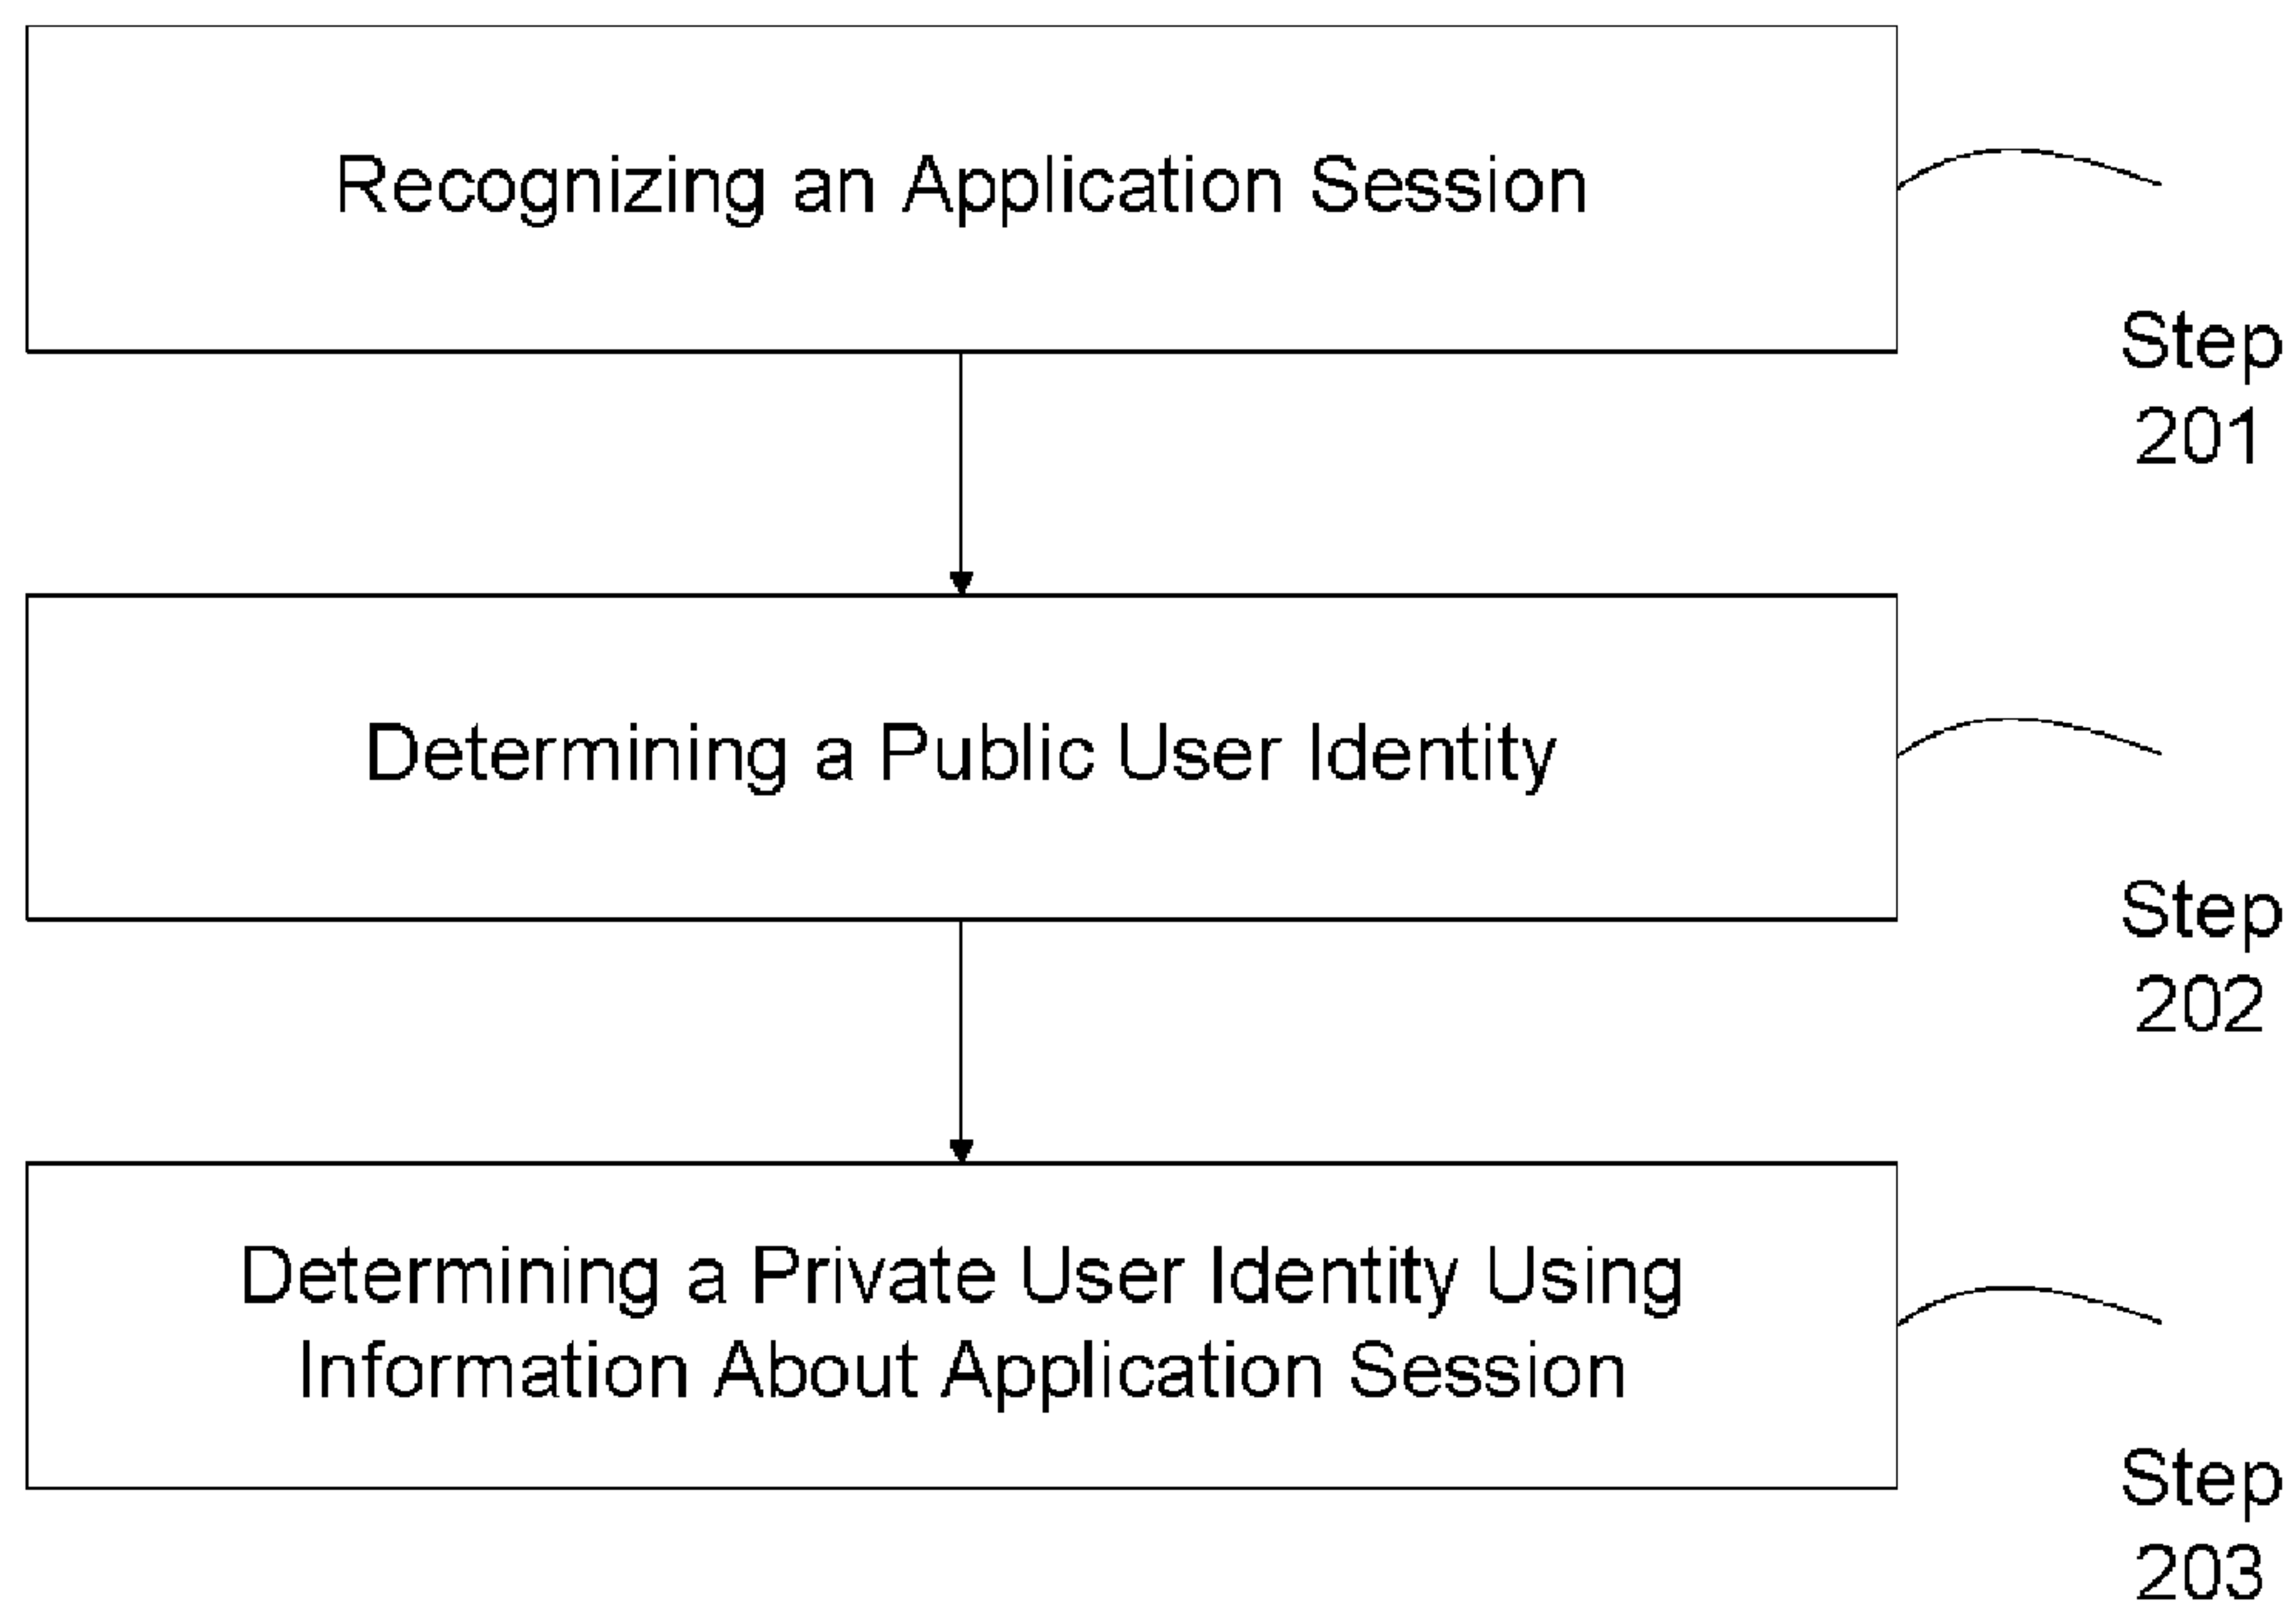 Recognizing an Application Session
Step
201
Determining a Public User Identity
Step
202
Determining a Private User Identity Using
Information About Application Session
Step
203